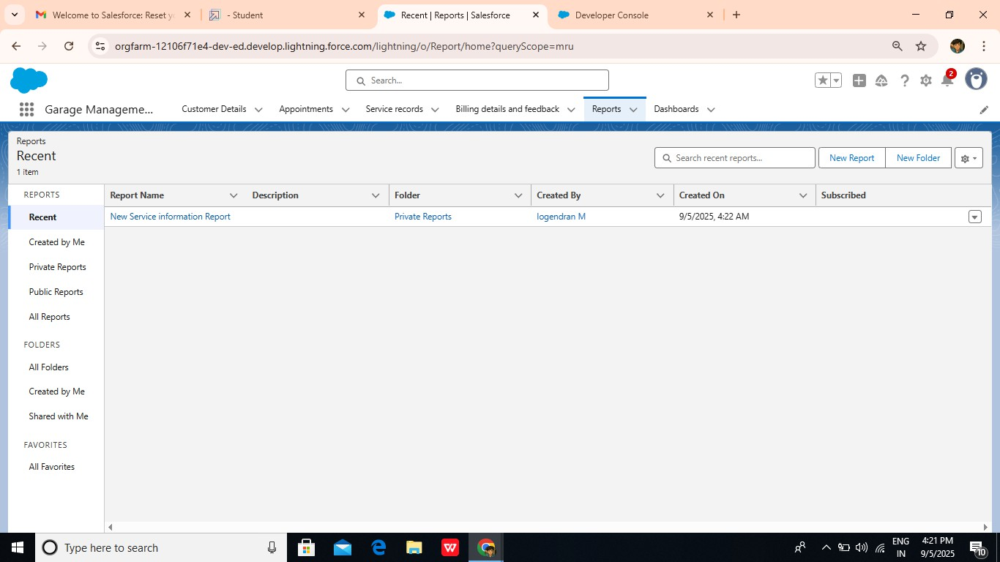 Welcome to Salesforce: Reset y
- Student
Recent | Reports | Salesforce
Developer Console
orgfarm-12106f71e4-dev-ed.develop.lightning.force.com/lightning/o/Report/home?queryScope=mru
Search...
2
Garage Manageme...
Customer Details
Appointments
Service records
Billing details and feedback
Reports
Dashboards
Reports
Recent
1 item
Search recent reports...
New Report
New Folder
REPORTS
Recent
Created by Me
Private Reports
Public Reports
All Reports
FOLDERS
All Folders
Created by Me
Shared with Me
FAVORITES
All Favorites
Report Name Description Folder Created By Created On Subscribed
New Service information Report Private Reports logendran M 9/5/2025, 4:22 AM
Type here to search
ENG
IN
4:21 PM
9/5/2025
10